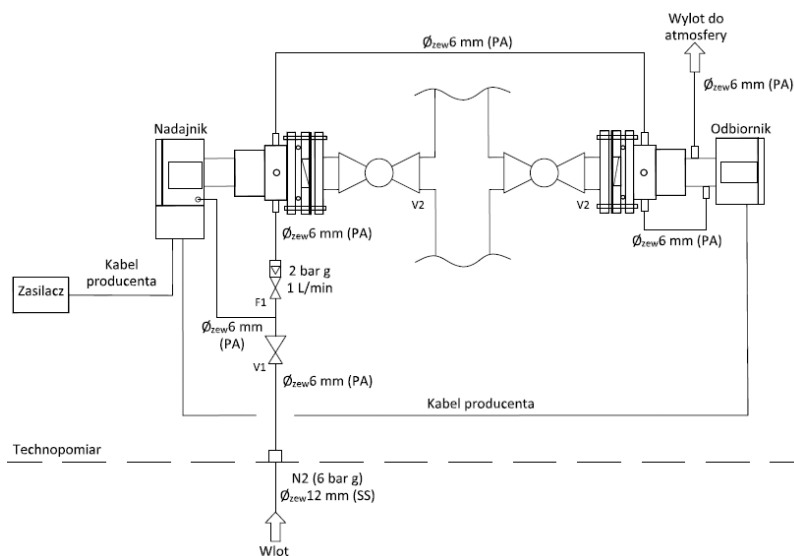 Wylot do
atmosfery
Øzew6 mm (PA)
Øzew6 mm (PA)
Nadajnik
Odbiornik
V2
V2
Øzew6 mm (PA)
Øzew6 mm (PA)
Kabel
producenta
Zasilacz
2 bar g
1 L/min
F1
Øzew6 mm
(PA)
V1
Øzew6 mm (PA)
Kabel producenta
Technopomiar
N2 (6 bar g)
Øzew12 mm (SS)
Wlot